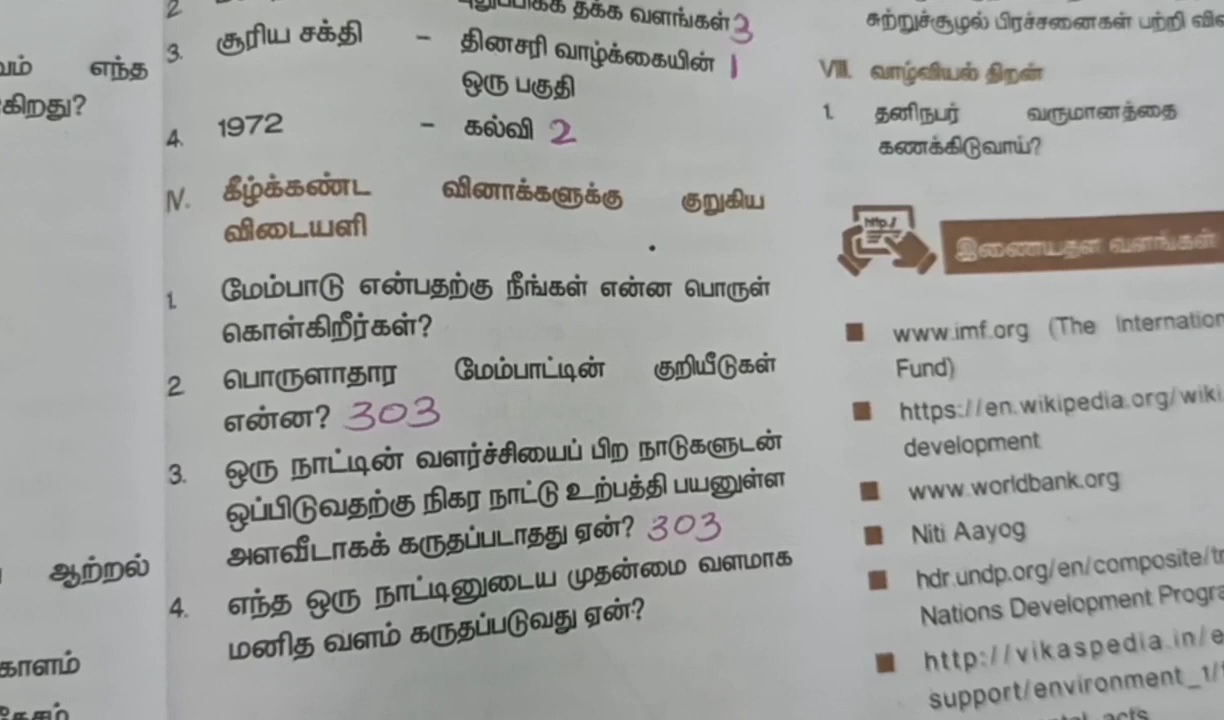 வம் எந்த
கிறது?
ஆற்றல்
காலம்
2
தக்க வளங்கள் 3
3. சூரிய சக்தி – தினசரி வாழ்க்கையின் 1
ஒரு பகுதி
4. 1972 – கல்வி 2
IV. கீழ்க்கண்ட வினாக்களுக்கு குறுகிய
விடையளி
1. மேம்பாடு என்பதற்கு நீங்கள் என்ன பொருள்
கொள்கிறீர்கள்?
2 பொருளாதார மேம்பாட்டின் குறியீடுகள்
என்ன? 303
3. ஒரு நாட்டின் வளர்ச்சியைப் பிற நாடுகளுடன்
ஒப்பிடுவதற்கு நிகர நாட்டு உற்பத்தி பயனுள்ள
அளவீடாகக் கருதப்படாதது ஏன்? 303
4. எந்த ஒரு நாட்டினுடைய முதன்மை வளமாக
மனித வளம் கருதப்படுவது ஏன்?
சுற்றுச்சூழல் பிரச்சனைகள் பற்றி
VIII. வாழ்வியல் திறன்
1. தனிநபர் வருமானத்தை
கணக்கிடுவாய்?
http:/
இணையதள வளங்கள்
www.imf.org (The Internation
Fund)
https://en.wikipedia.org/wiki
development
www.worldbank.org
Niti Aayog
hdr.undp.org/en/composite/tr
Nations Development Progra
http://vikaspedia.in/e
support/environment_1/